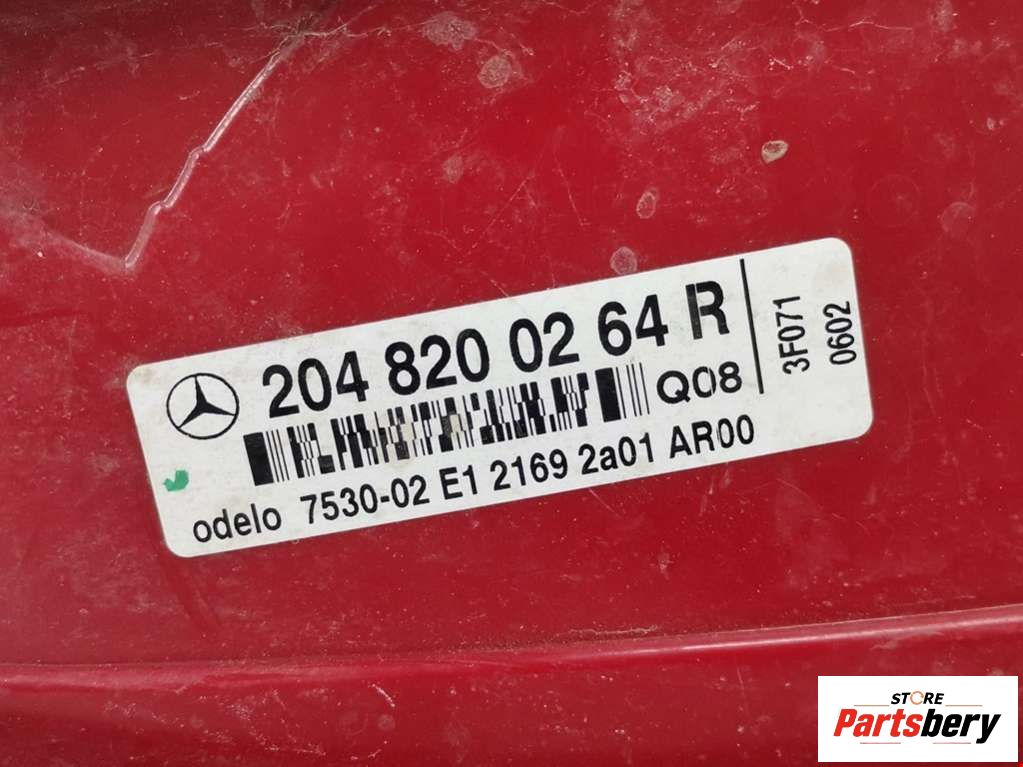 204 820 02 64 R
Q08
odelo 7530-02 E1 2169 2a01 AR00
3F071
0602
STORE
Partsbery